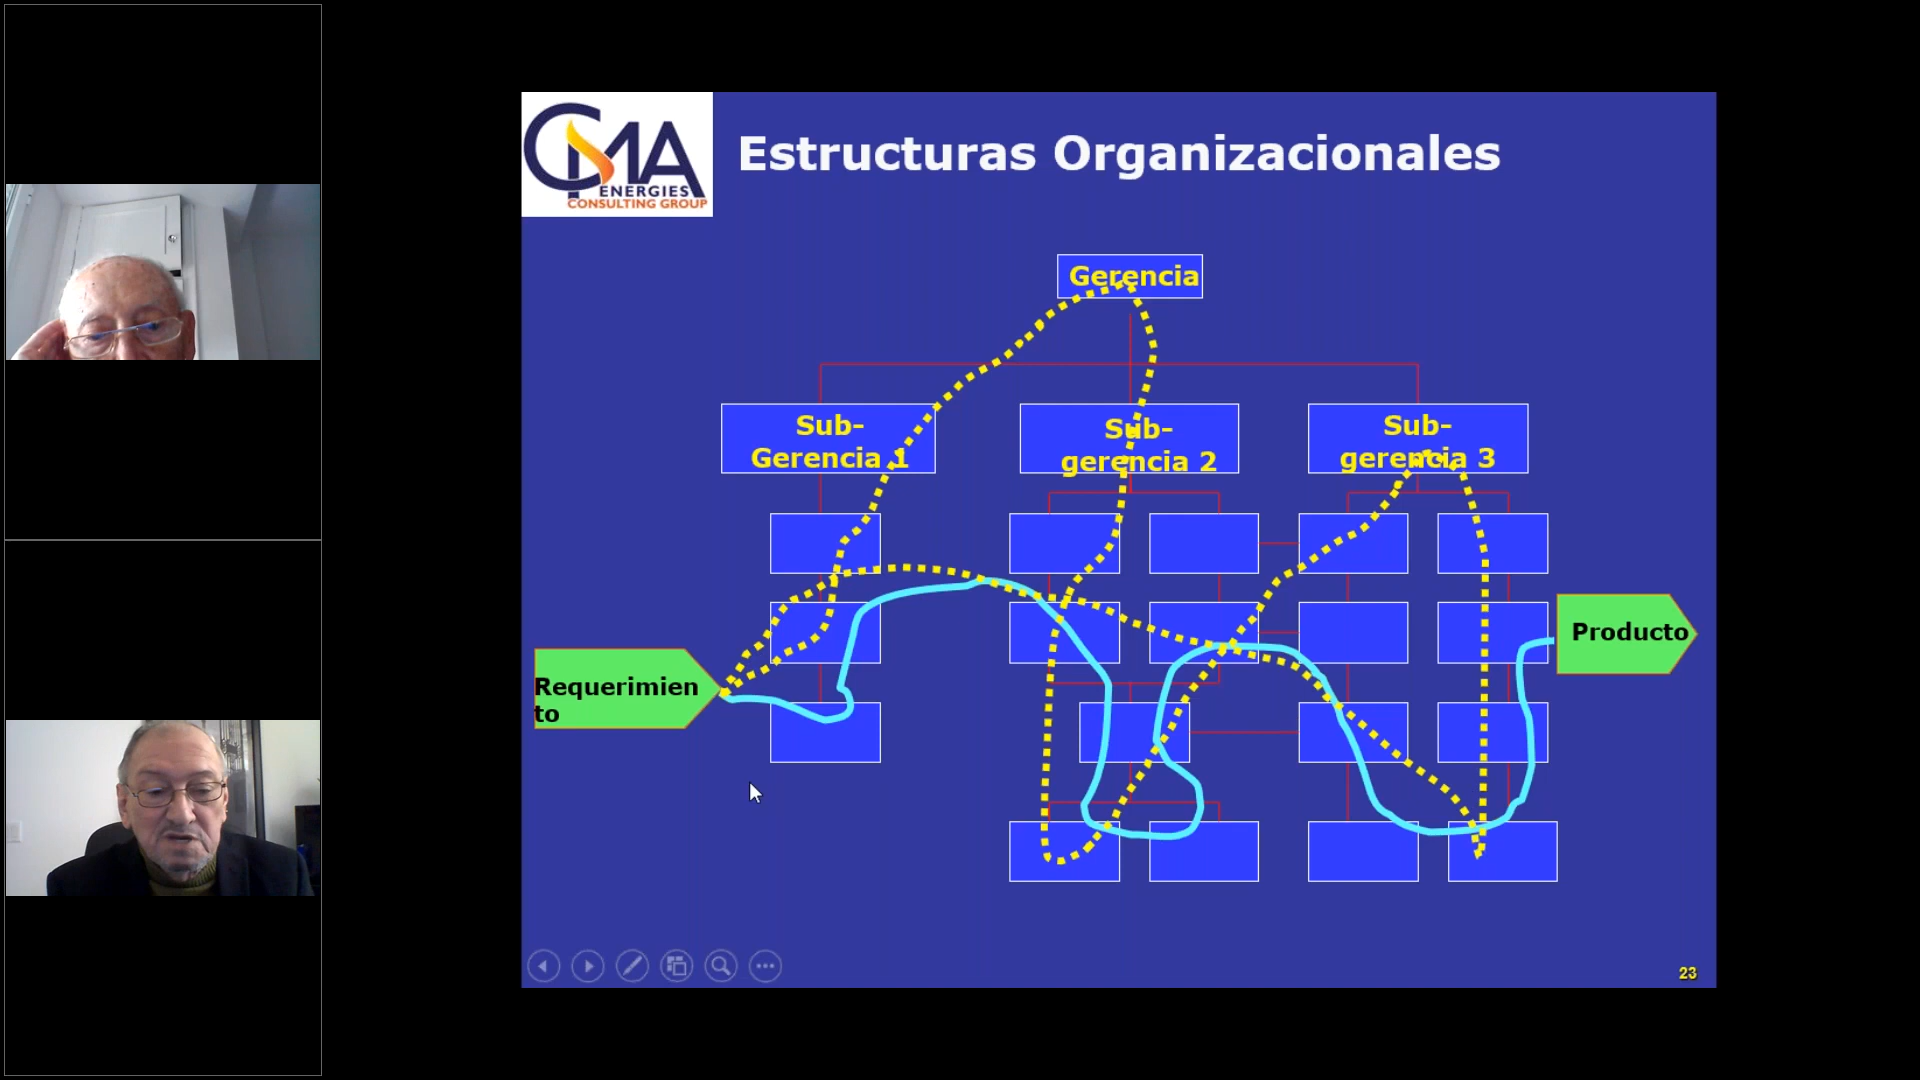 CMA
ENERGIES
CONSULTING GROUP
Estructuras Organizacionales
Gerencia
Sub-
Gerencia 1
Sub-
gerencia 2
Sub-
gerencia 3
Requerimien
to
Producto
23